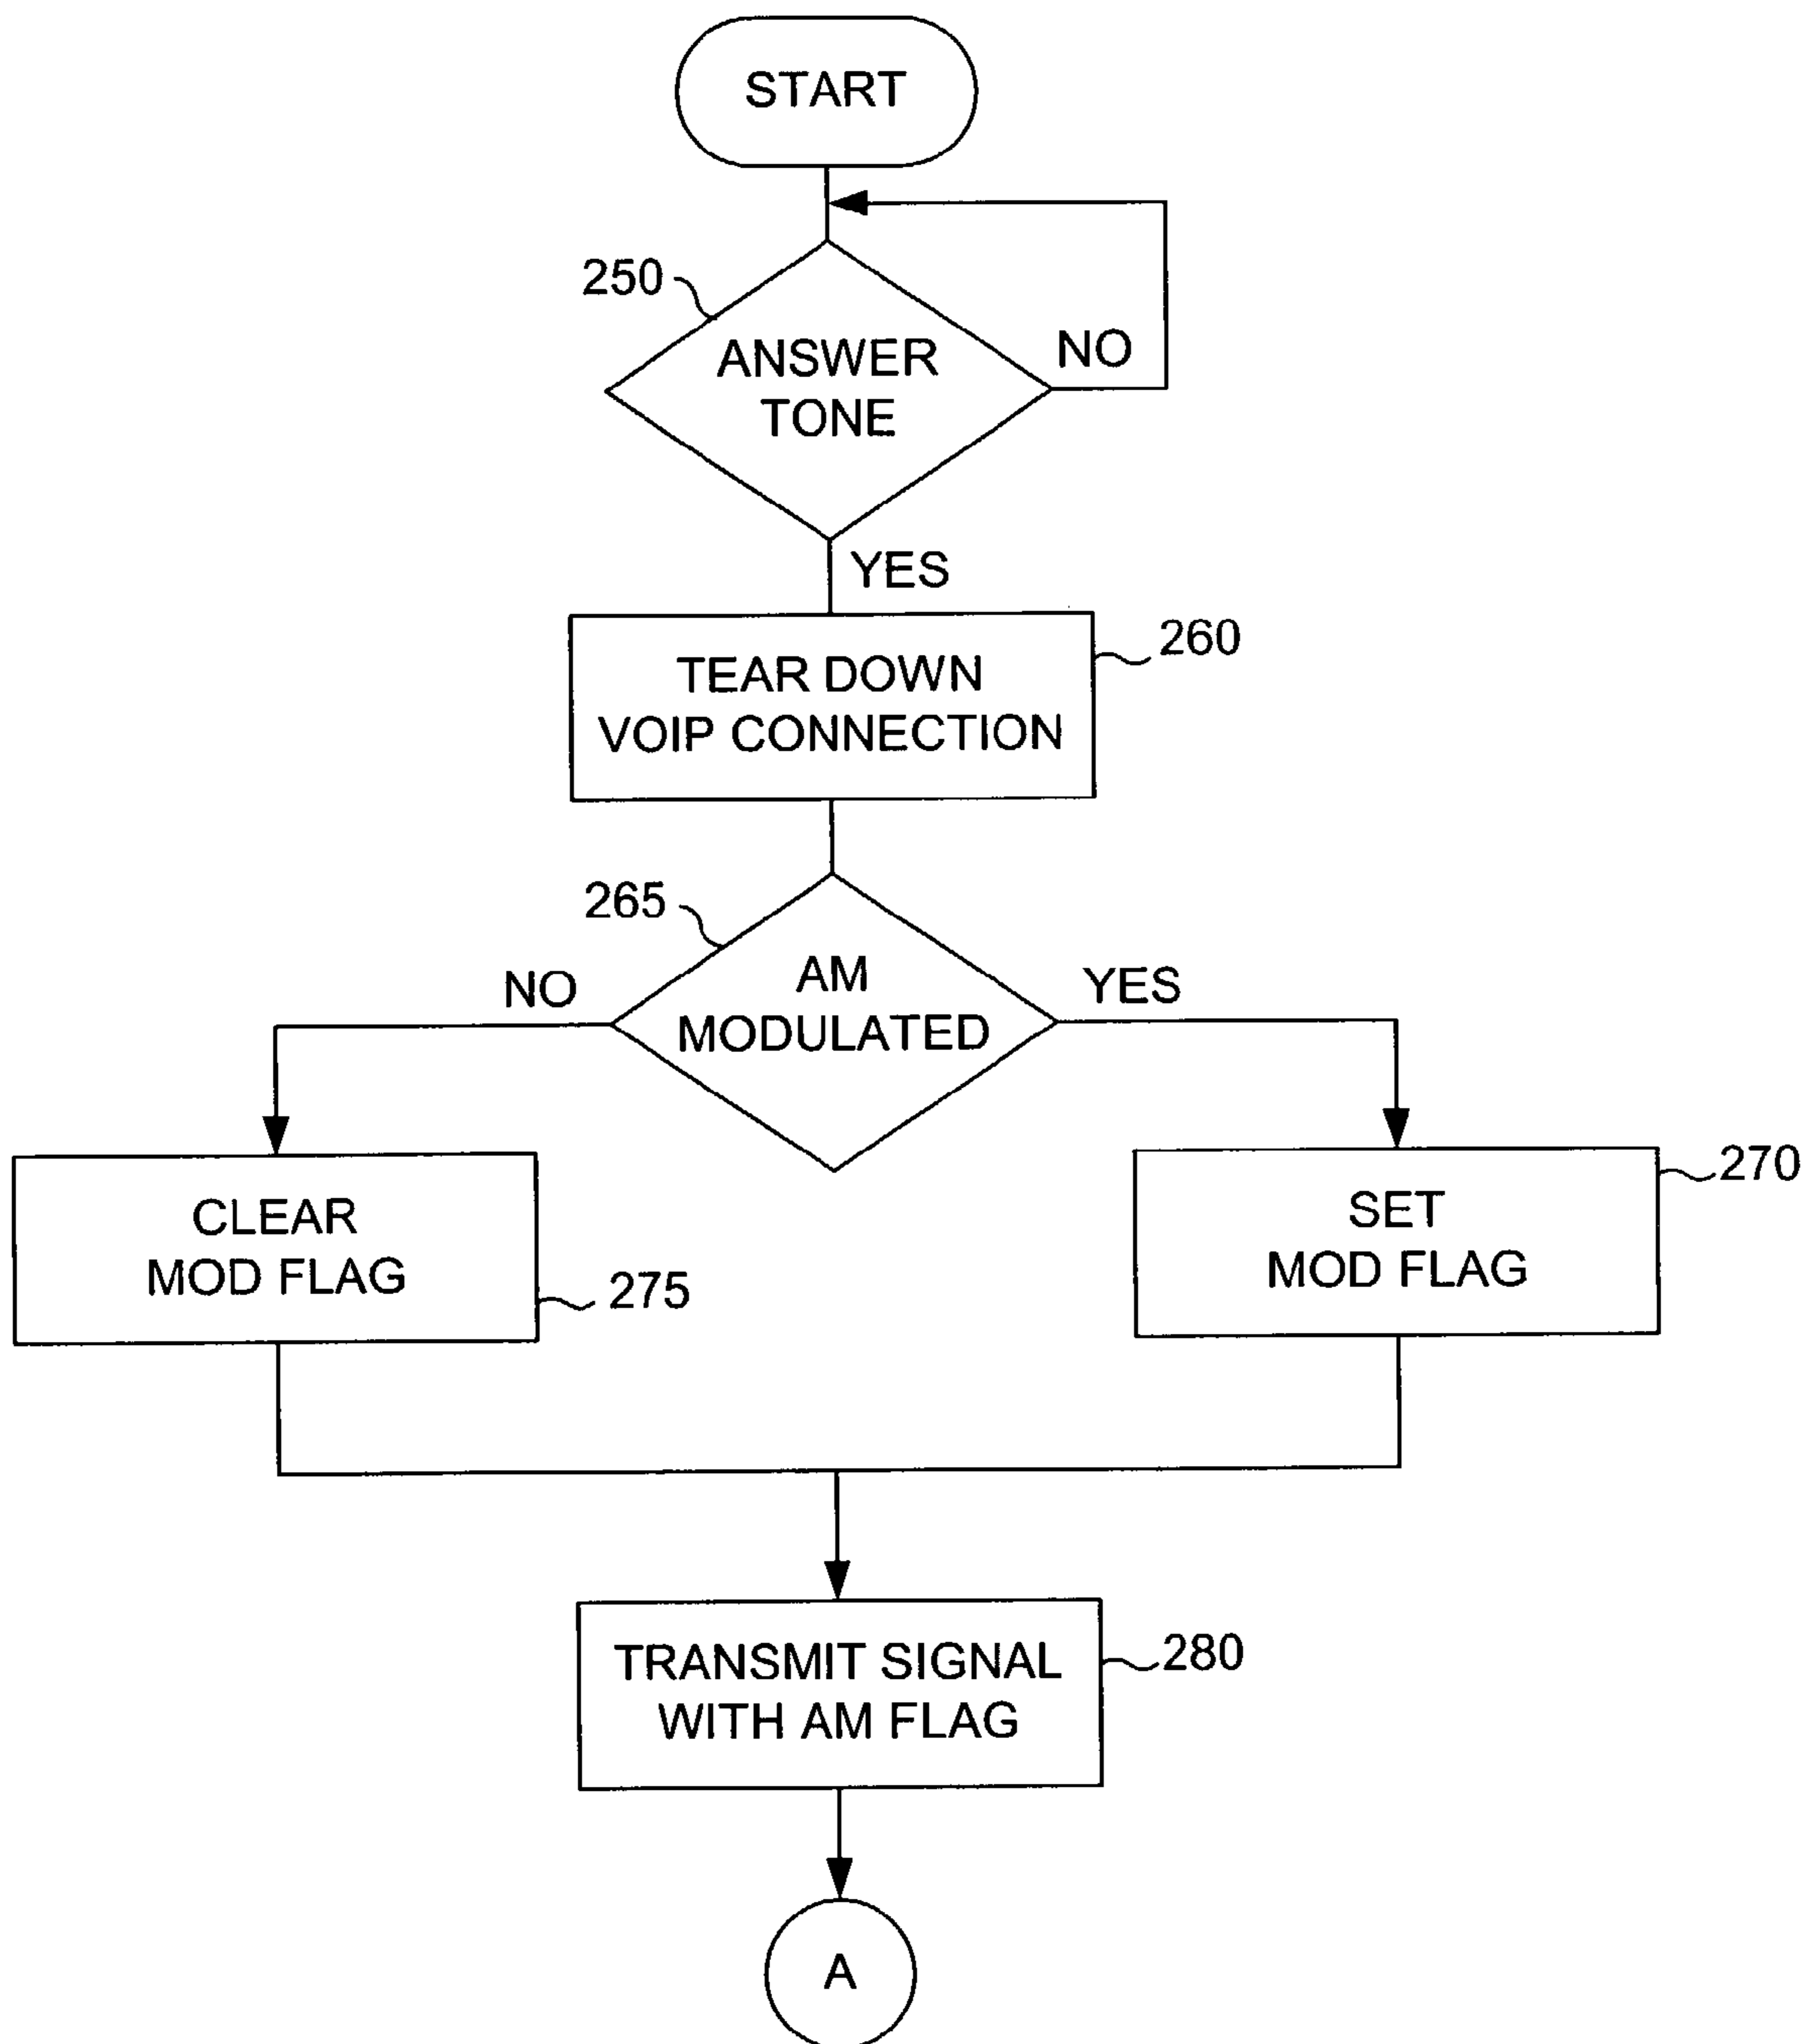 START
250
ANSWER
TONE
NO
YES
TEAR DOWN
VOIP CONNECTION
260
265
AM
MODULATED
NO
YES
CLEAR
MOD FLAG
275
SET
MOD FLAG
270
TRANSMIT SIGNAL
WITH AM FLAG
280
A